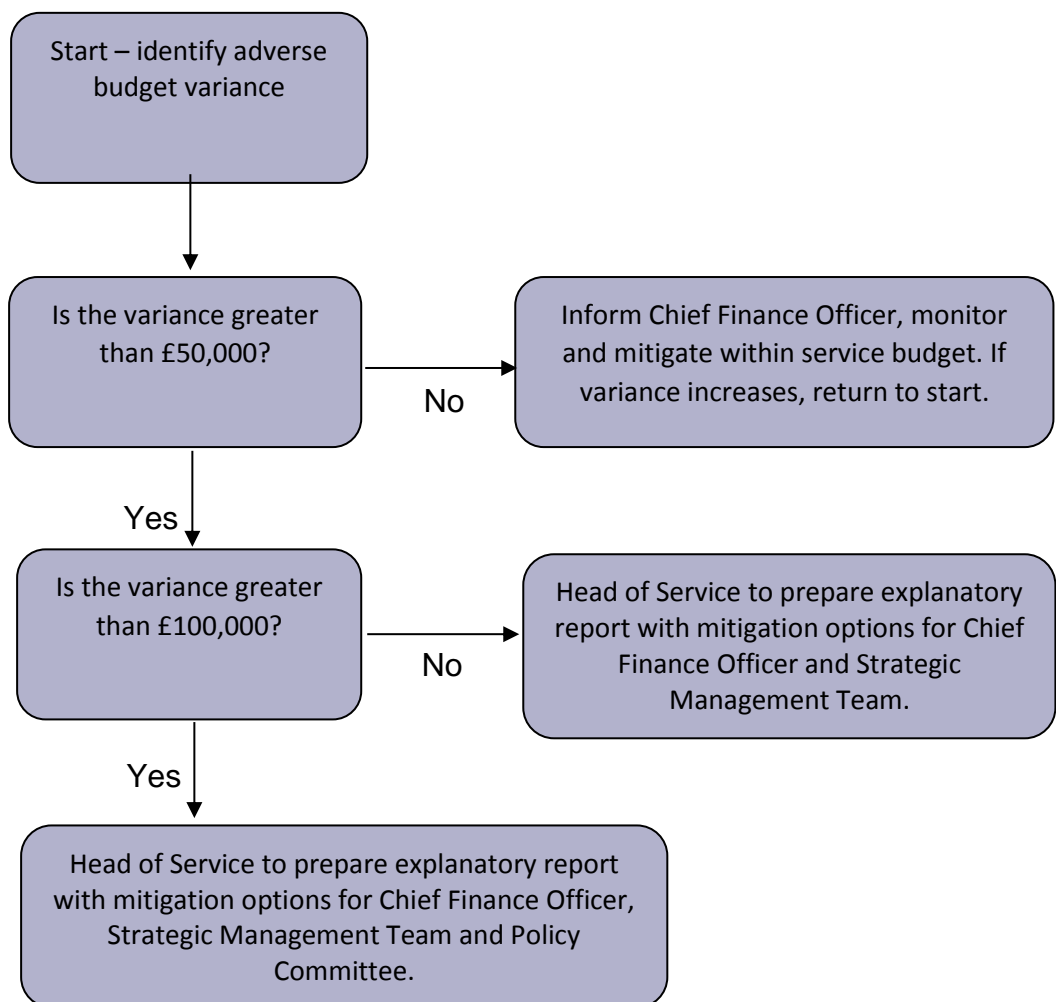 Start – identify adverse
budget variance
Is the variance greater
than £50,000?
No
Inform Chief Finance Officer, monitor
and mitigate within service budget. If
variance increases, return to start.
Yes
Is the variance greater
than £100,000?
No
Head of Service to prepare explanatory
report with mitigation options for Chief
Finance Officer and Strategic
Management Team.
Yes
Head of Service to prepare explanatory report
with mitigation options for Chief Finance Officer,
Strategic Management Team and Policy
Committee.